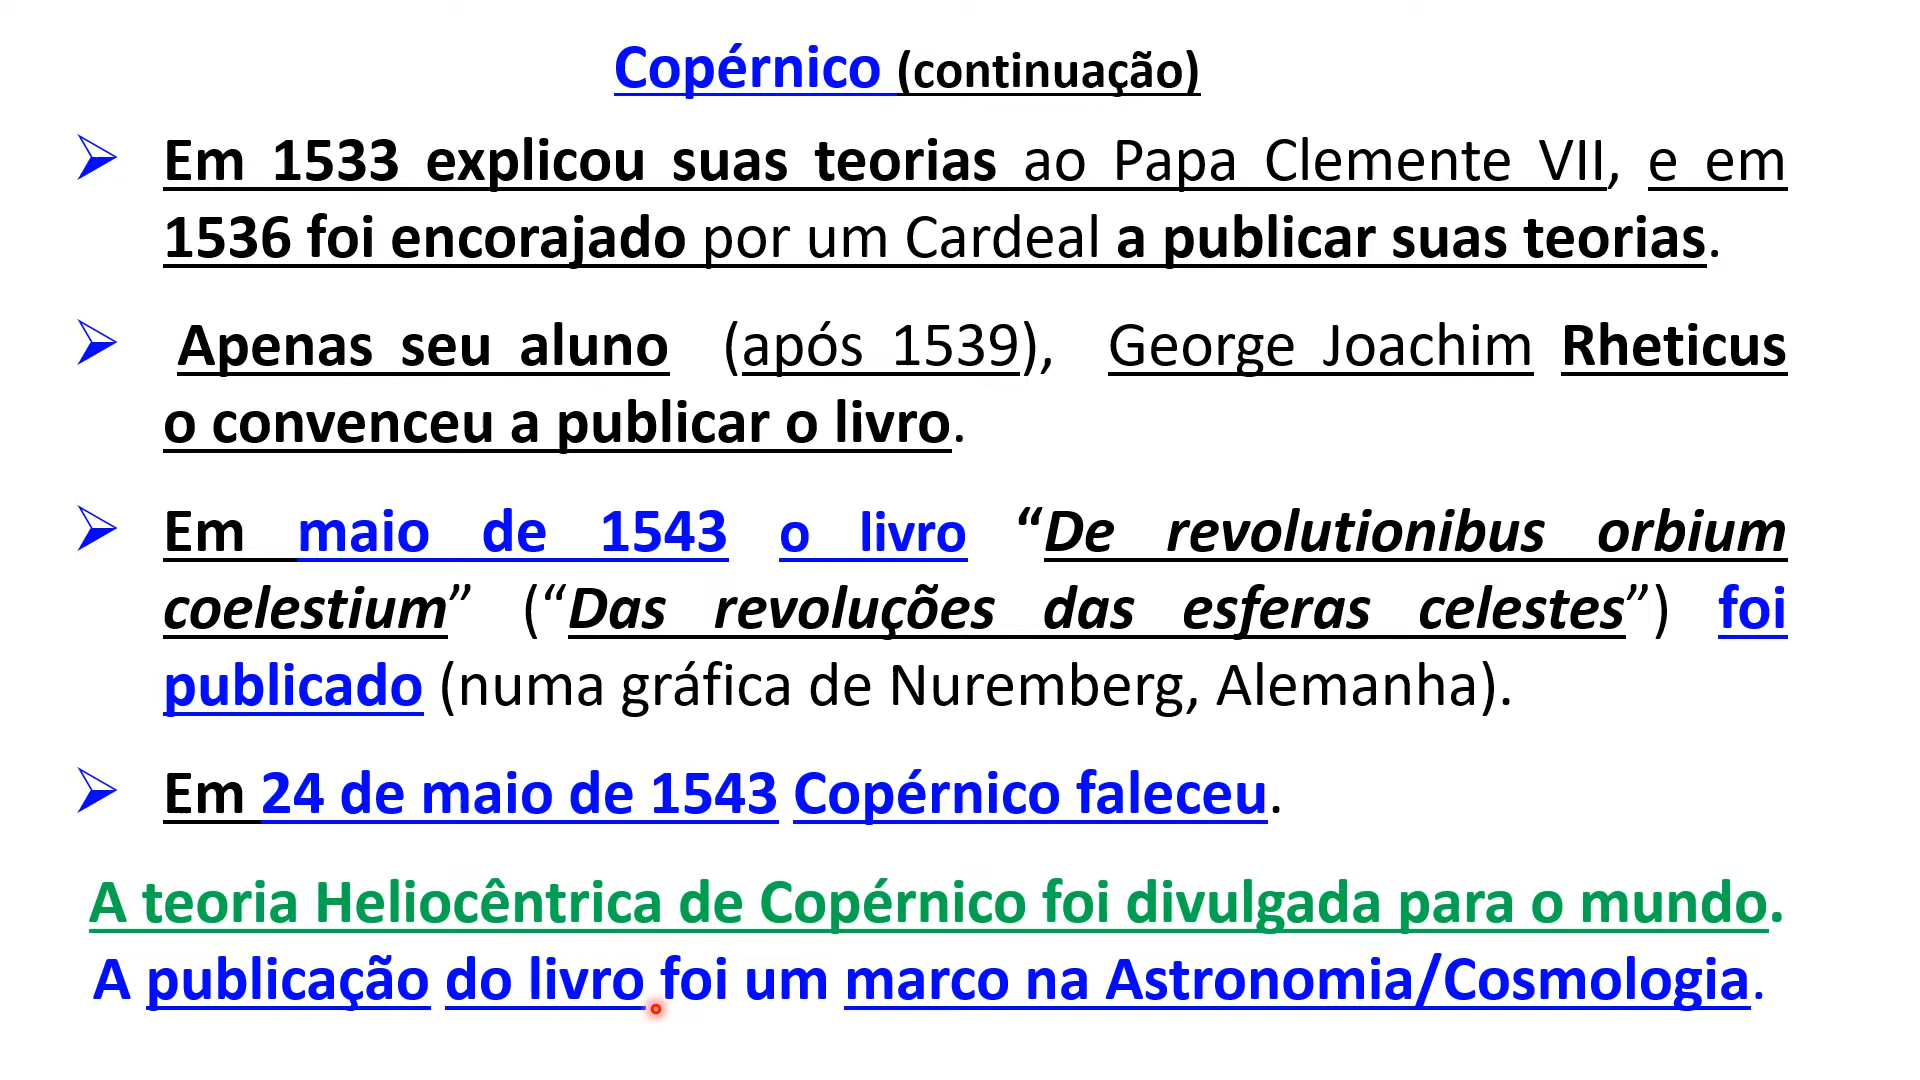 Copérnico (continuação)
Em 1533 explicou suas teorias ao Papa Clemente VII, e em
1536 foi encorajado por um Cardeal a publicar suas teorias.
Apenas seu aluno (após 1539), George Joachim Rheticus
o convenceu a publicar o livro.
Em maio de 1543 o livro “De revolutionibus orbium
coelestium” (“Das revoluções das esferas celestes”) foi
publicado (numa gráfica de Nuremberg, Alemanha).
Em 24 de maio de 1543 Copérnico faleceu.
A teoria Heliocêntrica de Copérnico foi divulgada para o mundo.
A publicação do livro foi um marco na Astronomia/Cosmologia.